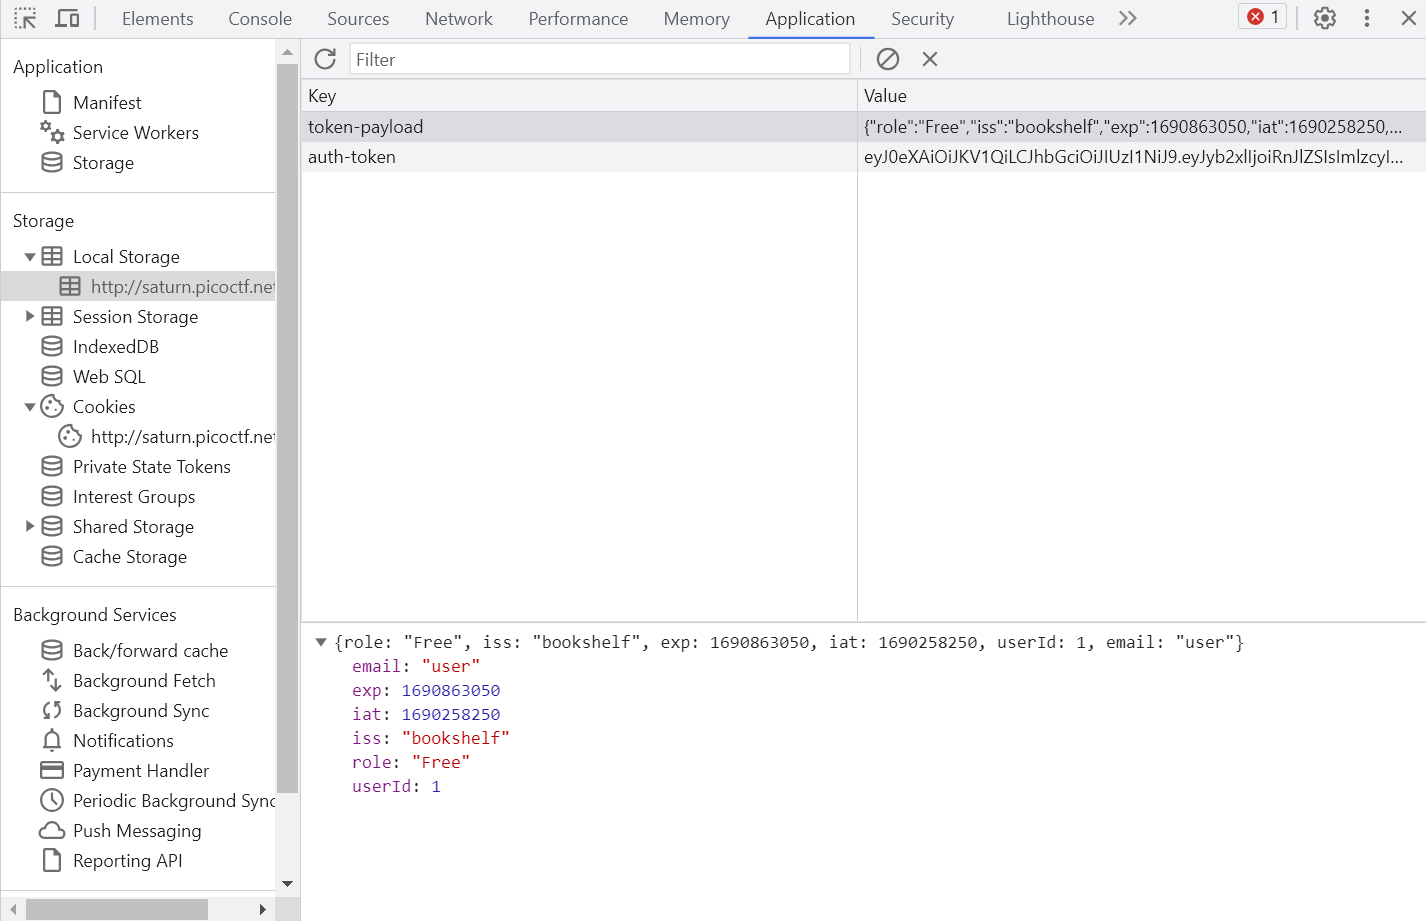 Elements Console Sources Network Performance Memory Application Security Lighthouse 1
Application
Manifest
Service Workers
Storage
Storage
Local Storage
http://saturn.picoctf.net
Session Storage
IndexedDB
Web SQL
Cookies
http://saturn.picoctf.net
Private State Tokens
Interest Groups
Shared Storage
Cache Storage
Background Services
Back/forward cache
Background Fetch
Background Sync
Notifications
Payment Handler
Periodic Background Sync
Push Messaging
Reporting API
Filter
Key Value
token-payload {"role":"Free","iss":"bookshelf","exp":1690863050,"iat":1690258250,...
auth-token eyJ0eXAiOiJKV1QiLCJhbGciOiJIUzI1NiJ9.eyJyb2xlIjoiRnJlZSIsImlzcyI...
{role: "Free", iss: "bookshelf", exp: 1690863050, iat: 1690258250, userId: 1, email: "user"}
email: "user"
exp: 1690863050
iat: 1690258250
iss: "bookshelf"
role: "Free"
userId: 1